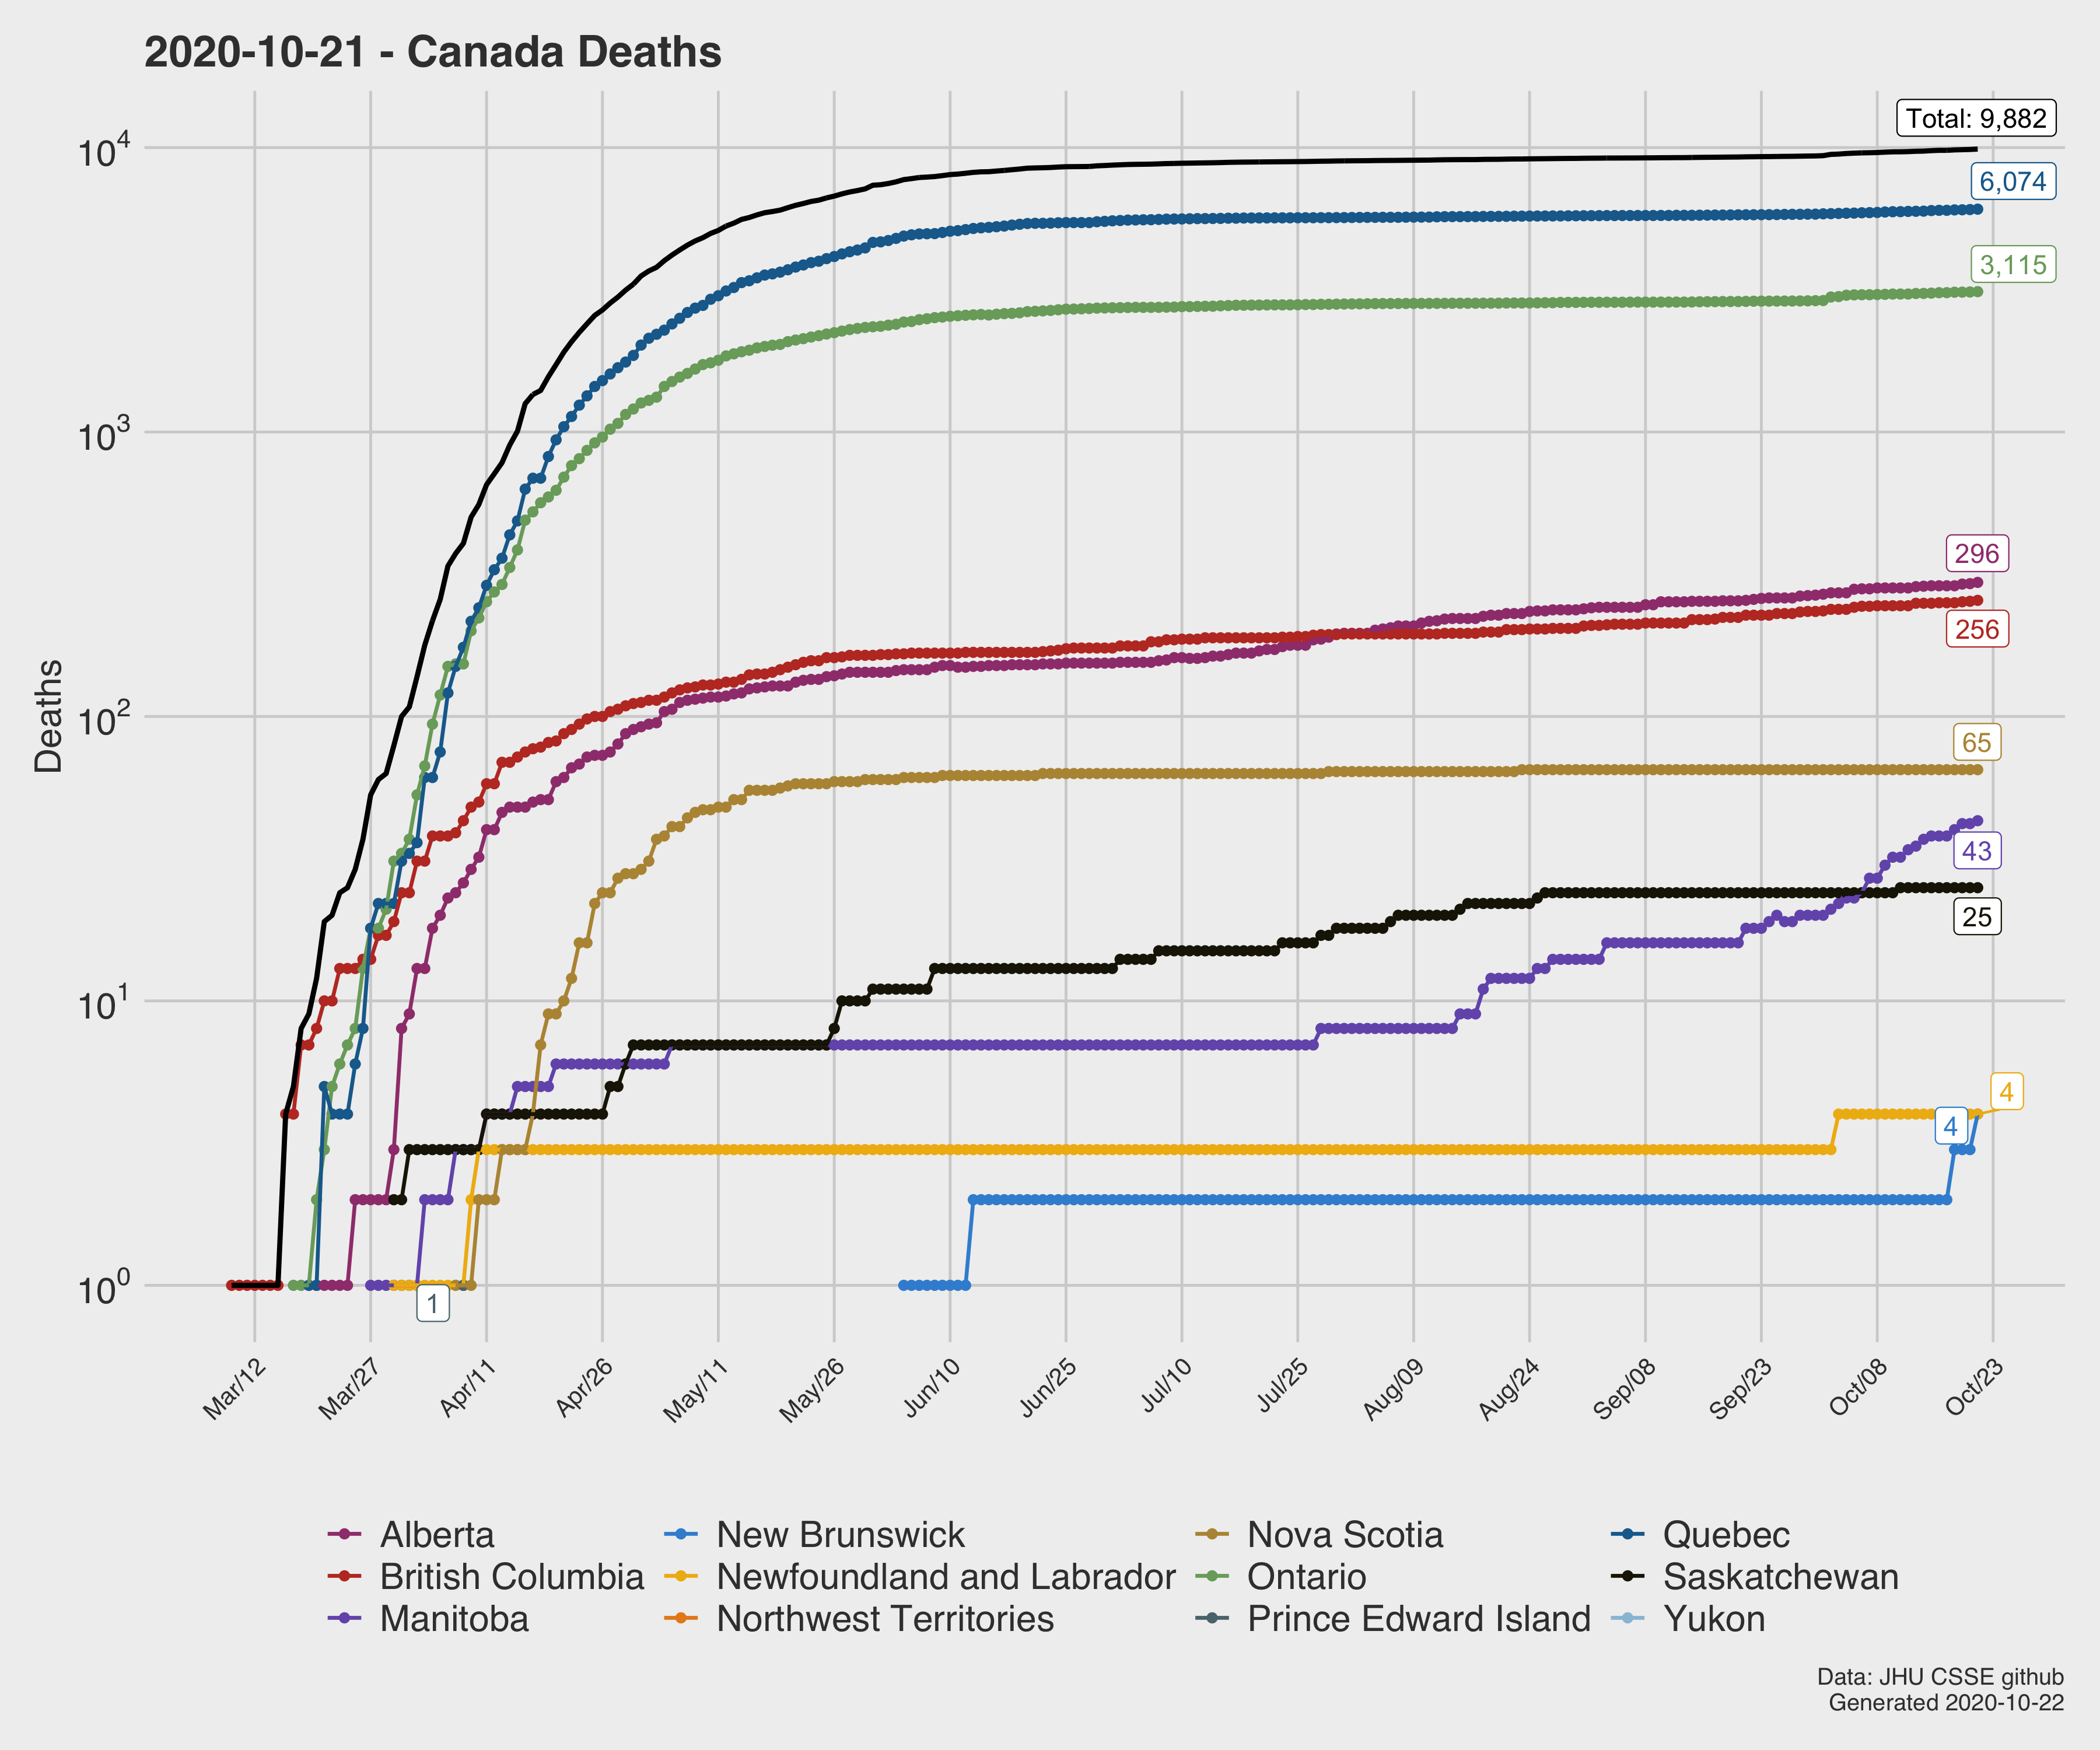 2020-10-21 - Canada Deaths
Total: 9,882
10^4
6,074
3,115
10^3
296
256
Deaths
10^2
65
43
25
10^1
4
4
10^0
1
Mar/12 Mar/27 Apr/11 Apr/26 May/11 May/26 Jun/10 Jun/25 Jul/10 Jul/25 Aug/09 Aug/24 Sep/08 Sep/23 Oct/08 Oct/23
Alberta New Brunswick Nova Scotia Quebec
British Columbia Newfoundland and Labrador Ontario Saskatchewan
Manitoba Northwest Territories Prince Edward Island Yukon
Data: JHU CSSE github
Generated 2020-10-22